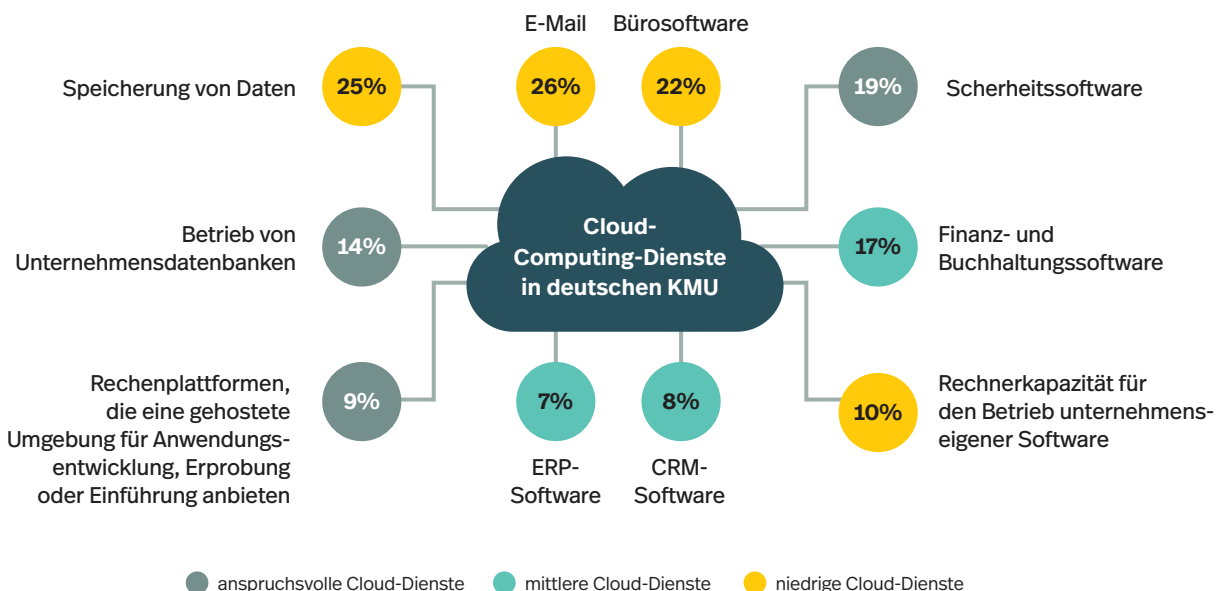 E-Mail
Bürosoftware
Speicherung von Daten
25%
26%
22%
19%
Scherheitssoftware
Betrieb von
Unternehmensdatenbanken
14%
Cloud-
Computing-Dienste
in deutschen KMU
17%
Finanz- und
Buchhaltungssoftware
Rechenplattformen,
die eine gehostete
Umgebung für Anwendungs-
entwicklung, Erprobung
oder Einführung anbieten
9%
7%
ERP-
Software
8%
CRM-
Software
10%
Rechnerkapazität für
den Betrieb unternehmens-
eigener Software
anspruchsvolle Cloud-Dienste
mittlere Cloud-Dienste
niedrige Cloud-Dienste